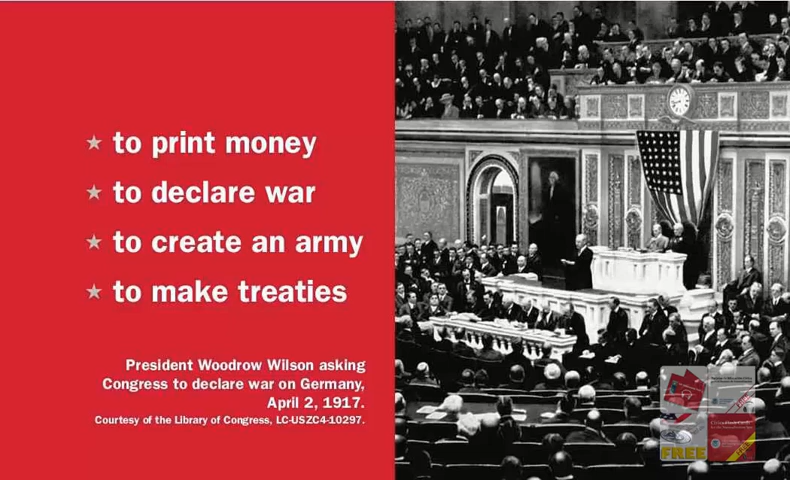 ★ to print money
★ to declare war
★ to create an army
★ to make treaties
President Woodrow Wilson asking
Congress to declare war on Germany,
April 2, 1917.
Courtesy of the Library of Congress, LC-USZC4-10297.
FREE